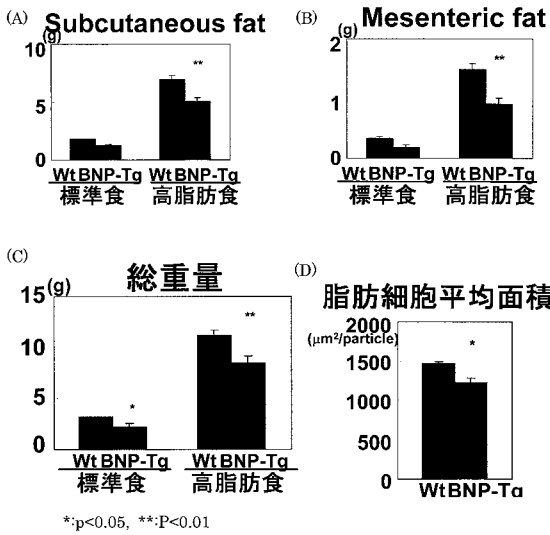 (A)
Subcutaneous fat
(g)
10
5
0
**
Wt BNP-Tg Wt BNP-Tg
標準食 高脂肪食
(B)
Mesenteric fat
(g)
2
1
0
**
Wt BNP-Tg Wt BNP-Tg
標準食 高脂肪食
(C)
総重量
(g)
15
10
5
0
*
**
Wt BNP-Tg Wt BNP-Tg
標準食 高脂肪食
(D)
脂肪細胞平均面積
(μm²/particle)
2000
1500
1000
500
0
*
Wt BNP-Tg
*:p<0.05, **:P<0.01